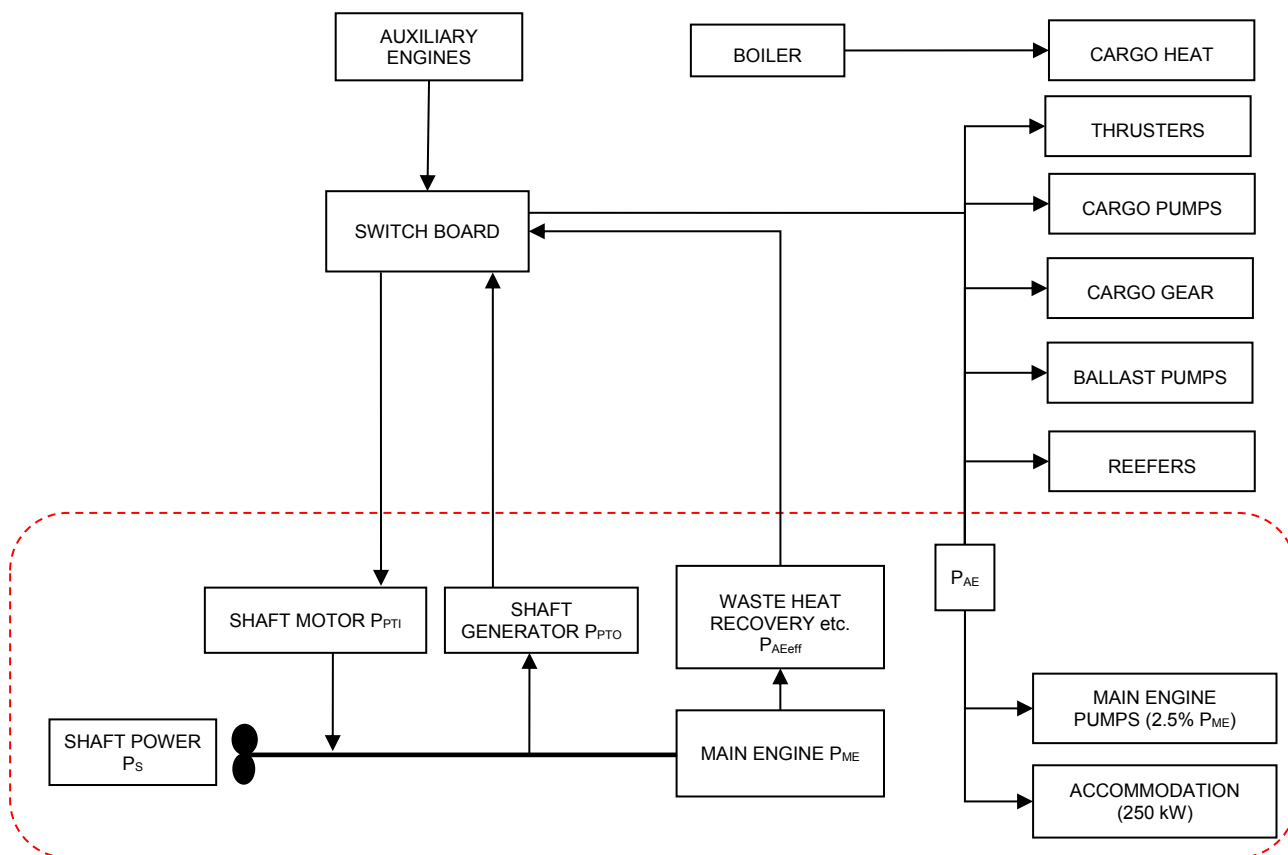 AUXILIARY
ENGINES
BOILER
CARGO HEAT
THRUSTERS
CARGO PUMPS
SWITCH BOARD
CARGO GEAR
BALLAST PUMPS
REEFERS
PAE
SHAFT MOTOR PPTI
SHAFT
GENERATOR PPTO
WASTE HEAT
RECOVERY etc.
PAEeff
MAIN ENGINE
PUMPS (2.5% PME)
SHAFT POWER
PS
MAIN ENGINE PME
ACCOMMODATION
(250 kW)